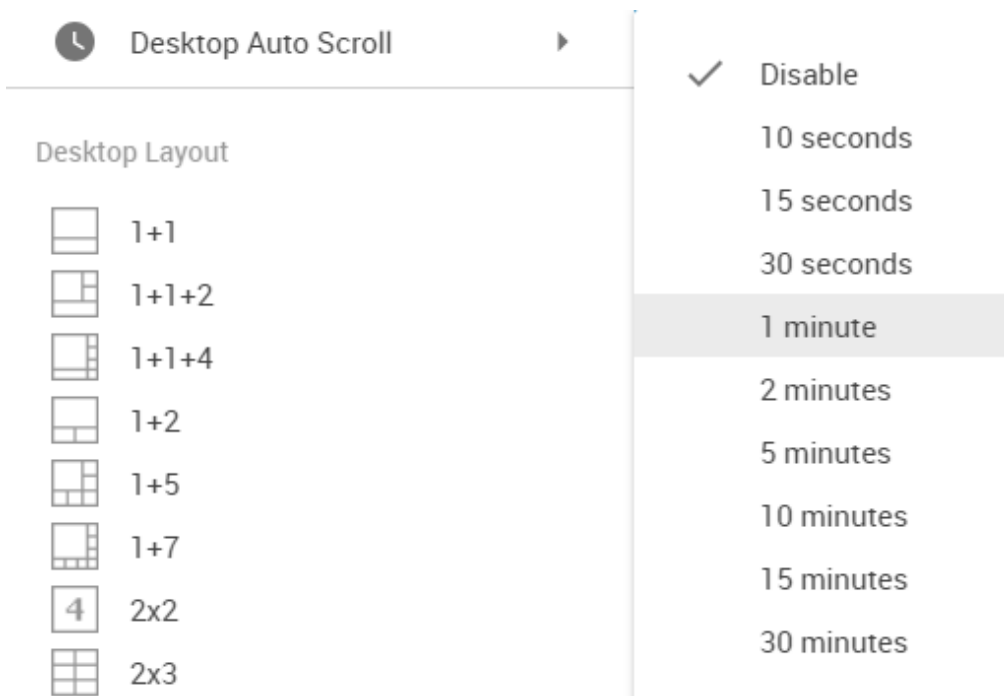 Desktop Auto Scroll
Desktop Layout
1+1
1+1+2
1+1+4
1+2
1+5
1+7
4 2x2
2x3
Disable
10 seconds
15 seconds
30 seconds
1 minute
2 minutes
5 minutes
10 minutes
15 minutes
30 minutes